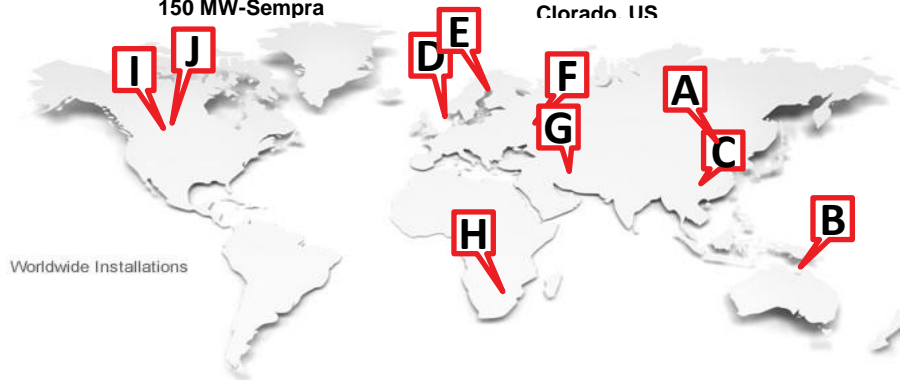 150 MW-Sempra
Clorado, US
E
J
D
I
F
A
G
C
B
H
Worldwide Installations